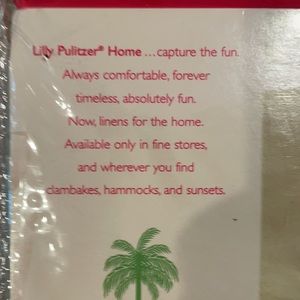 Lilly Pulitzer® Home ...capture the fun.
Always comfortable, forever
timeless, absolutely fun.
Now, linens for the home.
Available only in fine stores,
and wherever you find
clambakes, hammocks, and sunsets.